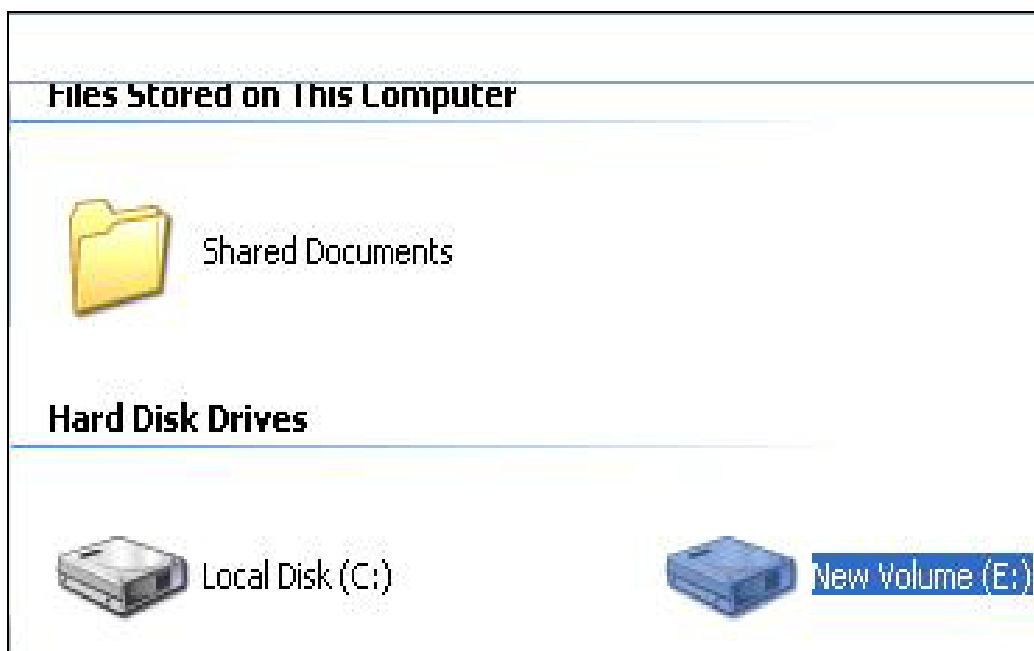 Files Stored on This Computer
Shared Documents
Hard Disk Drives
Local Disk (C:)
New Volume (E:)